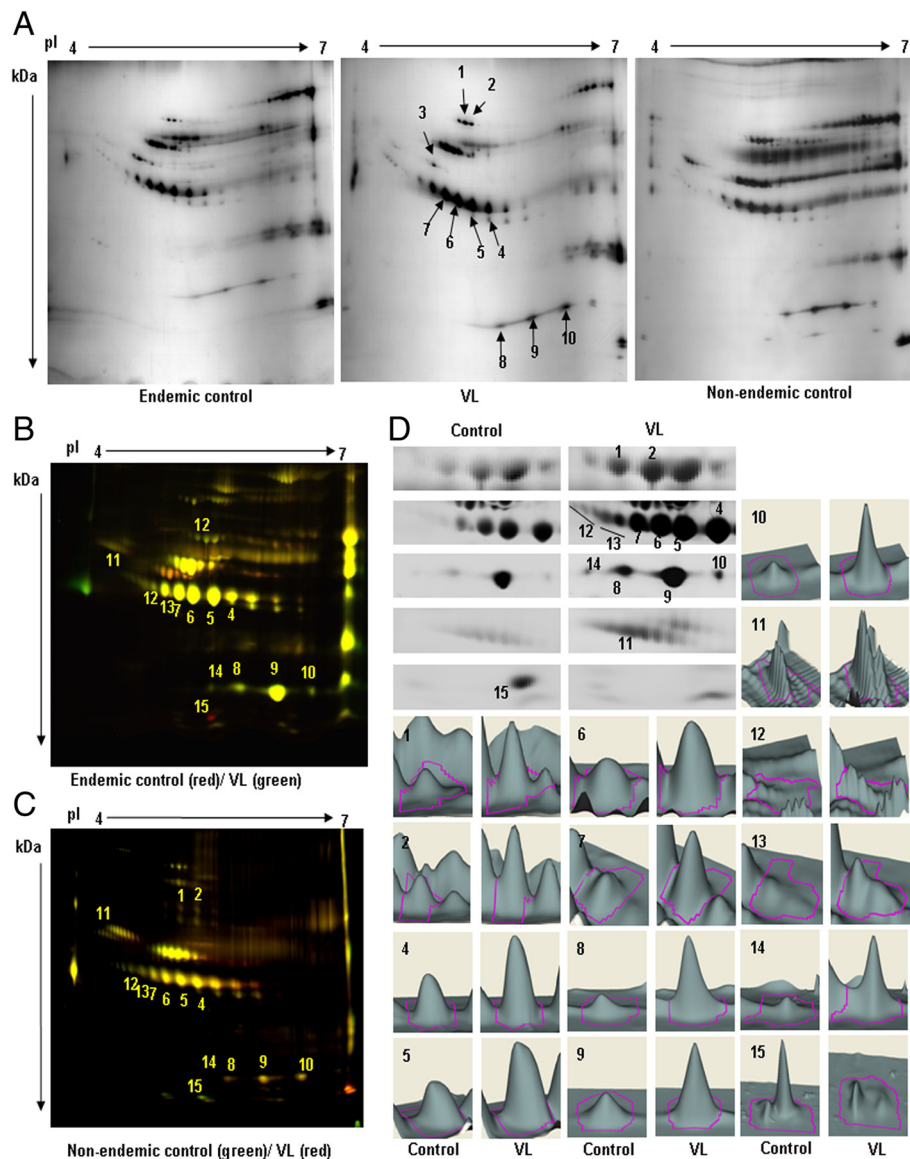 A
pI 4 7 4 7 4 7
kDa
1 2
3
7 6 5 4
8 9 10
Endemic control VL Non-endemic control
B
pI 4 7
kDa
12
11
12 13 7 6 5 4
14 8 9 10
15
Endemic control (red)/ VL (green)
C
pI 4 7
kDa
1 2
11
12 13 7 6 5 4
14 8 9 10
15
Non-endemic control (green)/ VL (red)
D
Control VL
1 2
4
12 13 7 6 5
14 8 9 10
11
15
10
11
1 6 12
2 7 13
4 8 14
5 9 15
Control VL Control VL Control VL